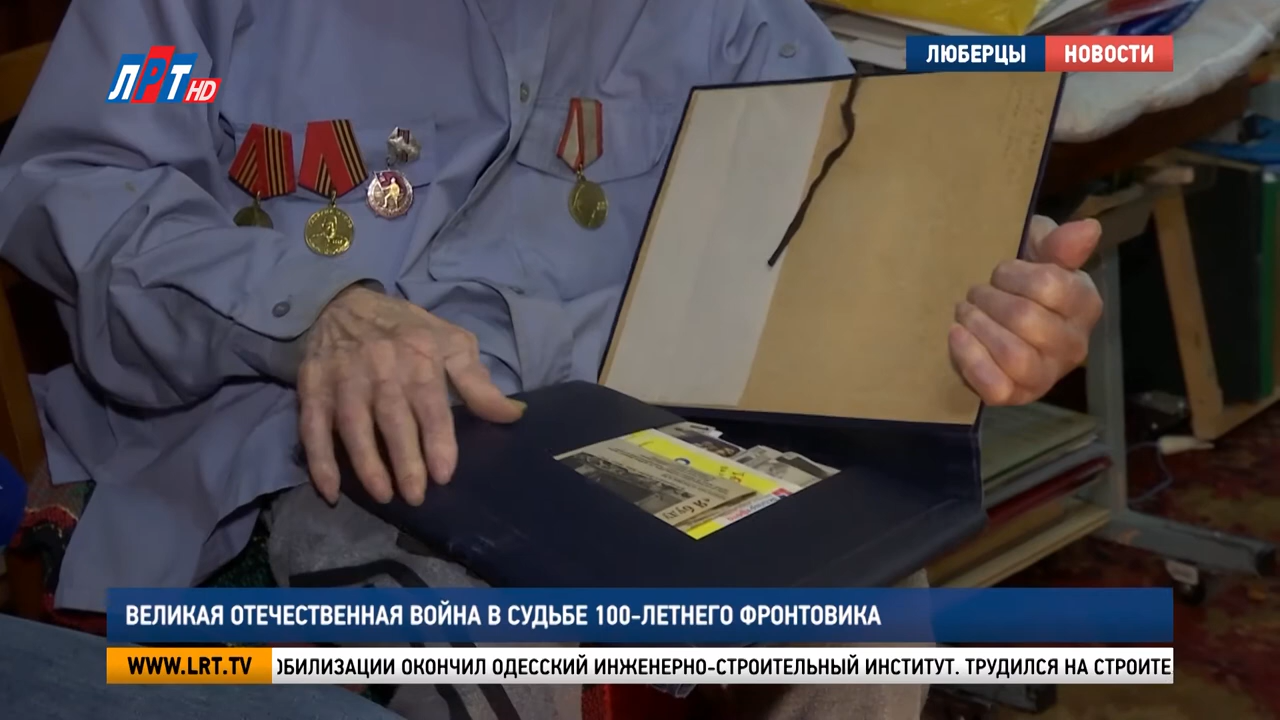 ЛРТ HD
ЛЮБЕРЦЫ НОВОСТИ
ВЕЛИКАЯ ОТЕЧЕСТВЕННАЯ ВОЙНА В СУДЬБЕ 100-ЛЕТНЕГО ФРОНТОВИКА
WWW.LRT.TV ОБИЛИЗАЦИИ ОКОНЧИЛ ОДЕССКИЙ ИНЖЕНЕРНО-СТРОИТЕЛЬНЫЙ ИНСТИТУТ. ТРУДИЛСЯ НА СТРОИТЕ